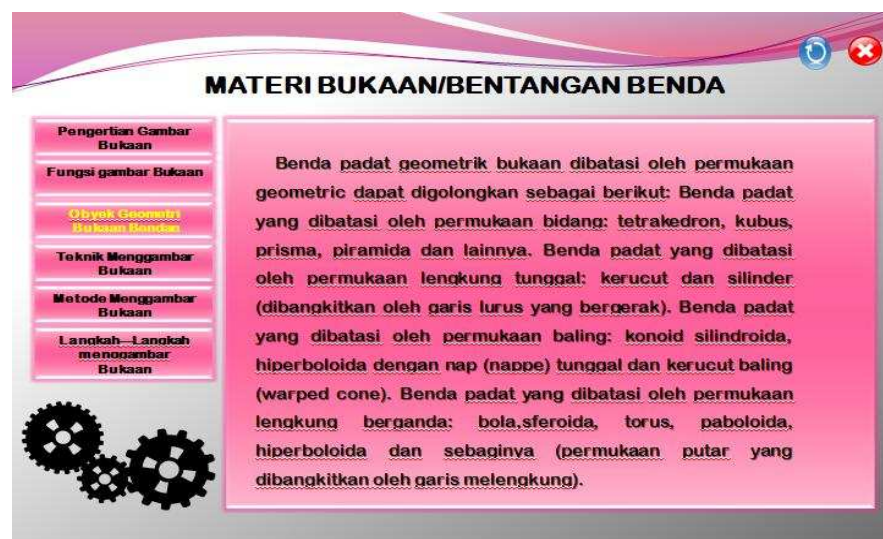 MATERI BUKAAN/BENTANGAN BENDA
Pengertian Gambar
Bukaan
Fungsi gambar Bukaan
Obyek Geometri
Bukaan Bendan
Teknik Menggambar
Bukaan
Metode Menggambar
Bukaan
Langkah—Langkah
menggambar
Bukaan
Benda padat geometrik bukaan dibatasi oleh permukaan
geometric dapat digolongkan sebagai berikut: Benda padat
yang dibatasi oleh permukaan bidang: tetrakedron, kubus,
prisma, piramida dan lainnya. Benda padat yang dibatasi
oleh permukaan lengkung tunggal: kerucut dan silinder
(dibangkitkan oleh garis lurus yang bergerak). Benda padat
yang dibatasi oleh permukaan baling: konoid silindroida,
hiperboloida dengan nap (nappe) tunggal dan kerucut baling
(warped cone). Benda padat yang dibatasi oleh permukaan
lengkung berganda: bola,sferoida, torus, paboloida,
hiperboloida dan sebaginya (permukaan putar yang
dibangkitkan oleh garis melengkung).